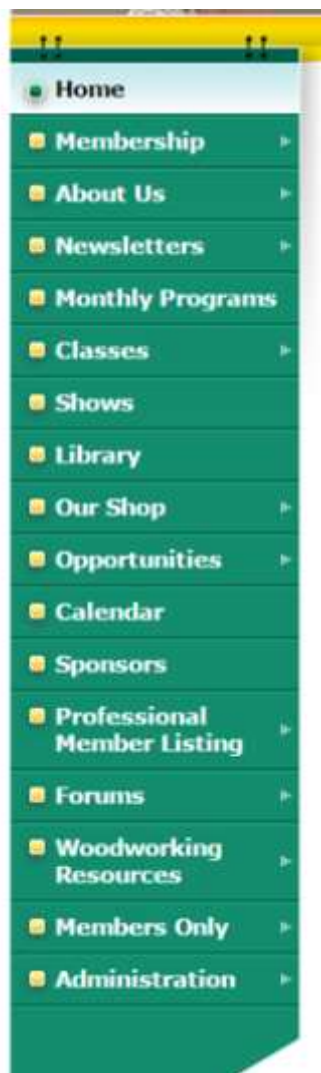 Home
Membership
About Us
Newsletters
Monthly Programs
Classes
Shows
Library
Our Shop
Opportunities
Calendar
Sponsors
Professional
Member Listing
Forums
Woodworking
Resources
Members Only
Administration